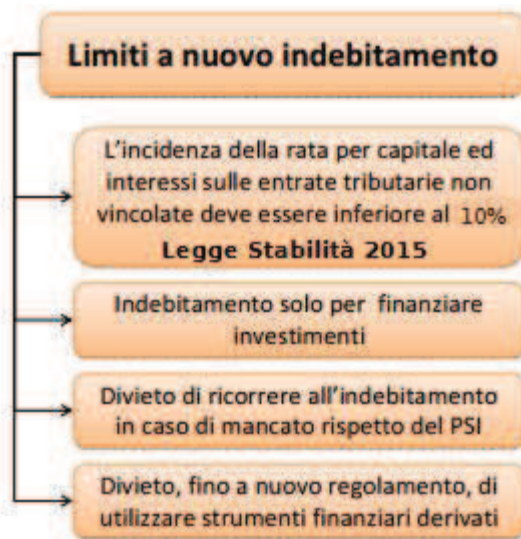 Limiti a nuovo indebitamento
L'incidenza della rata per capitale ed
interessi sulle entrate tributarie non
vincolate deve essere inferiore al 10%
Legge Stabilità 2015
Indebitamento solo per finanziare
investimenti
Divieto di ricorrere all'indebitamento
in caso di mancato rispetto del PSI
Divieto, fino a nuovo regolamento, di
utilizzare strumenti finanziari derivati